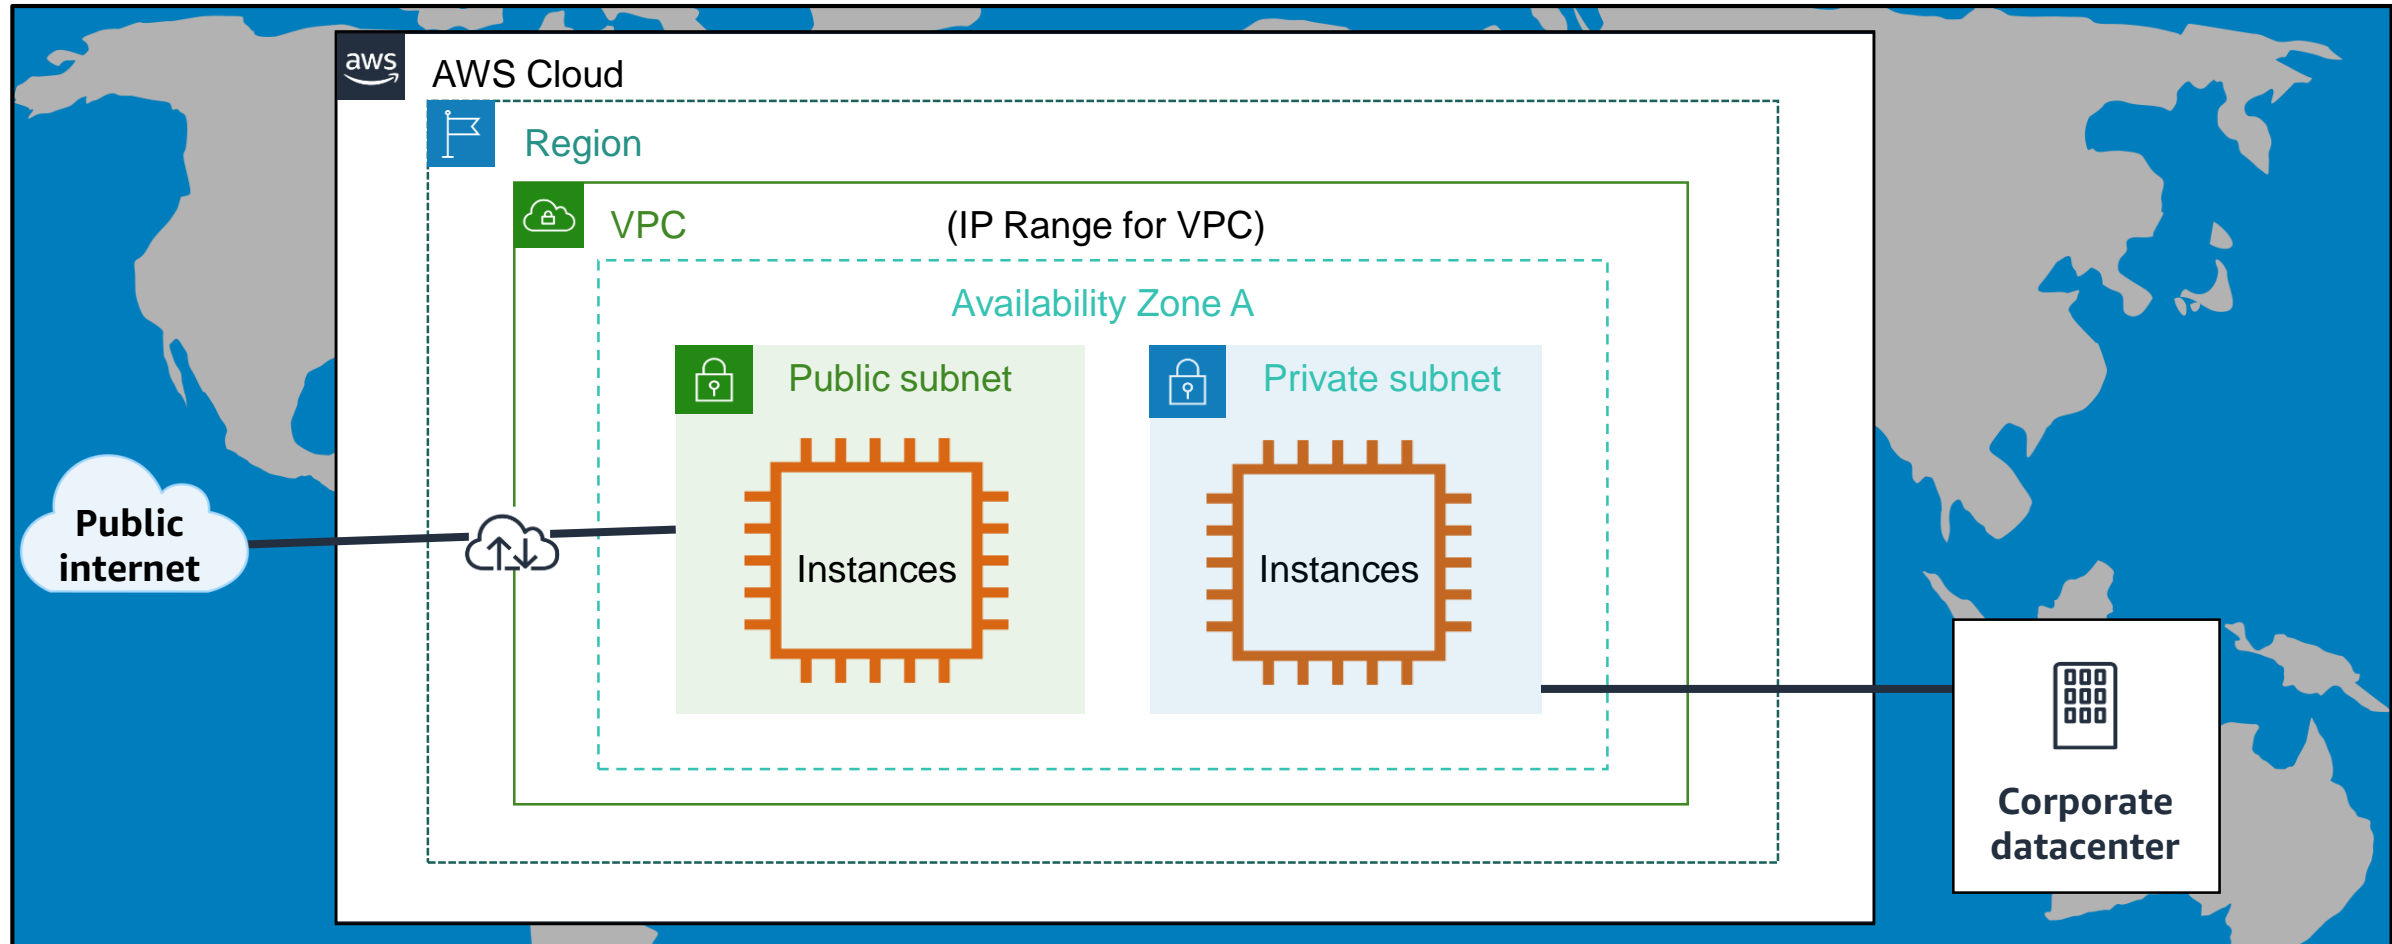 aws
AWS Cloud
Region
VPC
(IP Range for VPC)
Availability Zone A
Public subnet
Private subnet
Public
internet
Instances
Instances
Corporate
datacenter